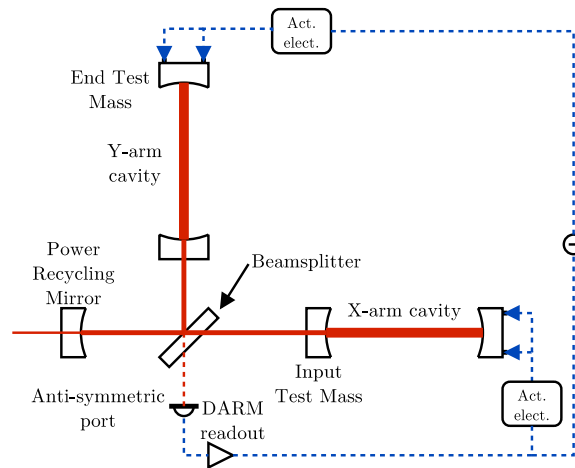 Act.
elect.
End Test
Mass
Y-arm
cavity
Power
Recycling
Mirror
Beamsplitter
X-arm cavity
Input
Test Mass
Anti-symmetric
port
DARM
readout
Act.
elect.